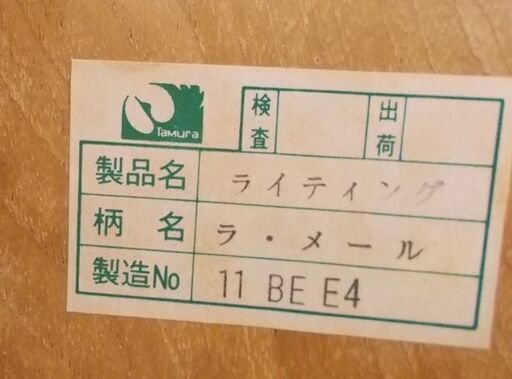 Tamura
検査
出荷
製品名 ライティング
柄名 ラ・メール
製造No 11 BE E4